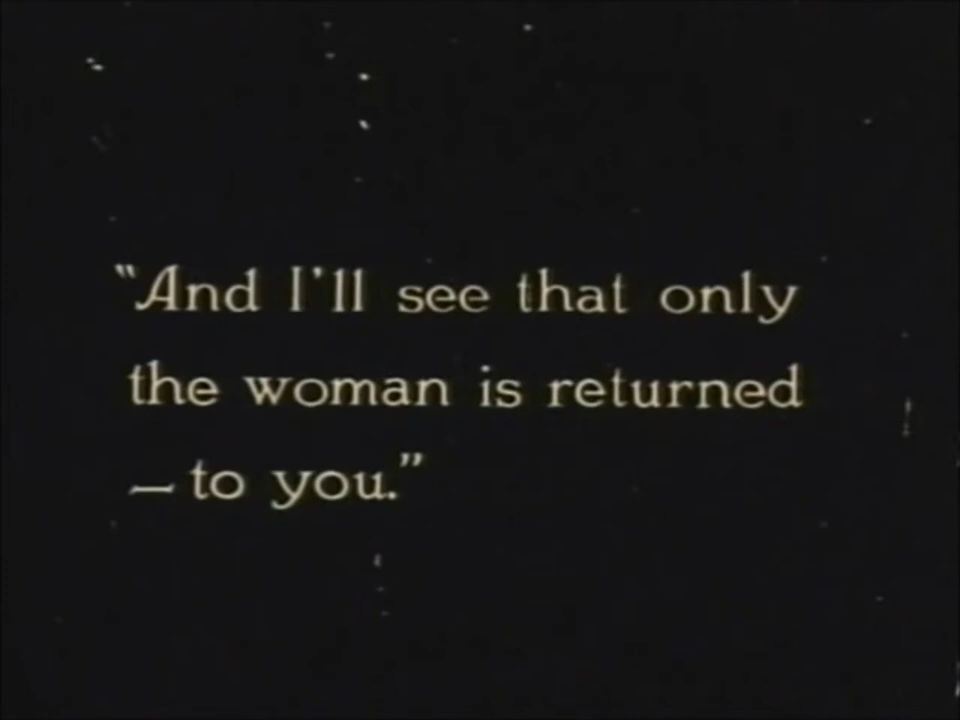 "And I'll see that only
the woman is returned
— to you."